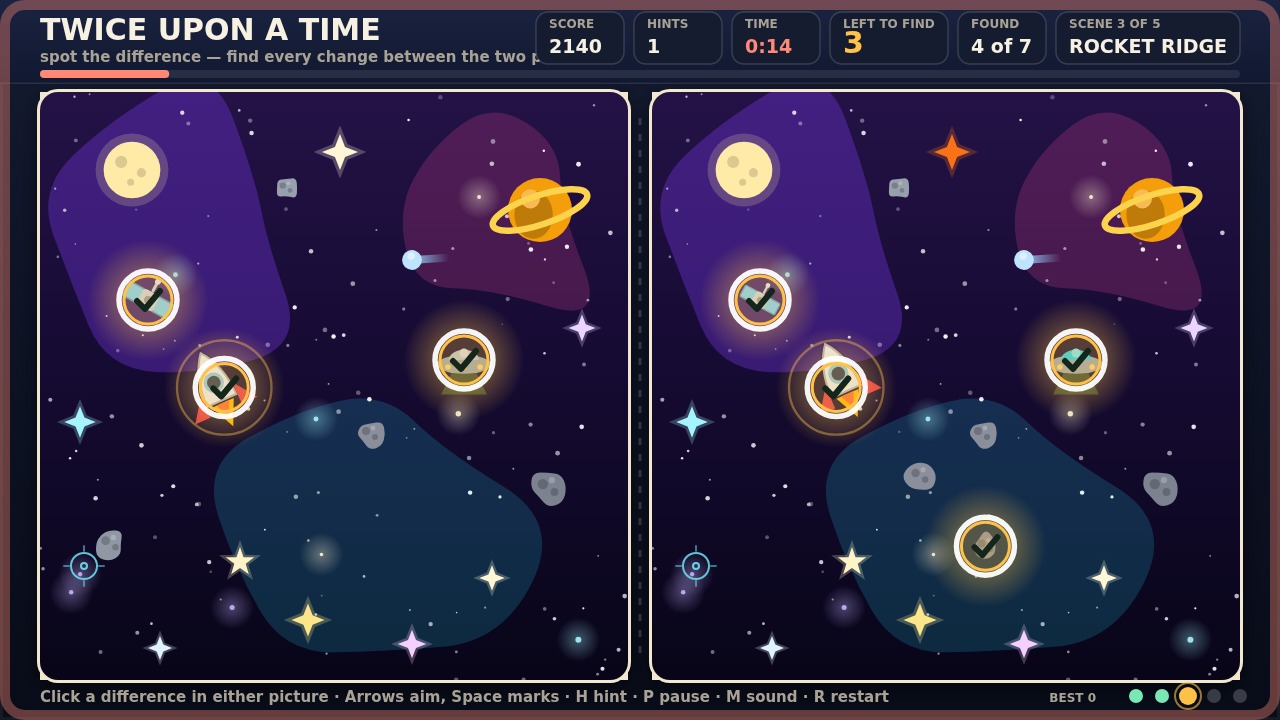 TWICE UPON A TIME
spot the difference — find every change between the two
SCORE
2140
HINTS
1
TIME
0:14
LEFT TO FIND
3
FOUND
4 of 7
SCENE 3 OF 5
ROCKET RIDGE
Click a difference in either picture · Arrows aim, Space marks · H hint · P pause · M sound · R restart
BEST 0